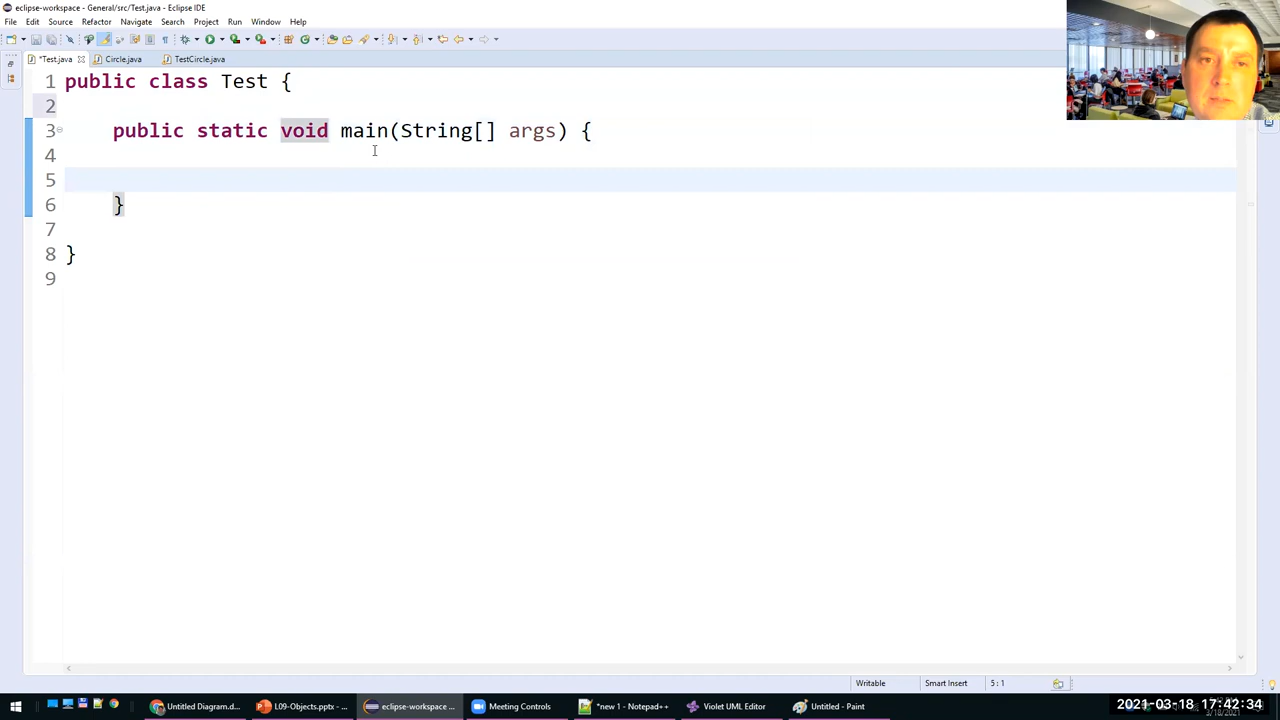 eclipse-workspace - General/src/Test.java - Eclipse IDE
File Edit Source Refactor Navigate Search Project Run Window Help
*Test.java Circle.java TestCircle.java
1 public class Test {
2
3 public static void main(String[] args) {
4
5
6 }
7
8 }
9
Writable Smart Insert 5 : 1
Untitled Diagram.d... L09-Objects.pptx - ... eclipse-workspace ... Meeting Controls *new 1 - Notepad++ Violet UML Editor Untitled - Paint
2021-03-18 17:42:34
3/18/2021